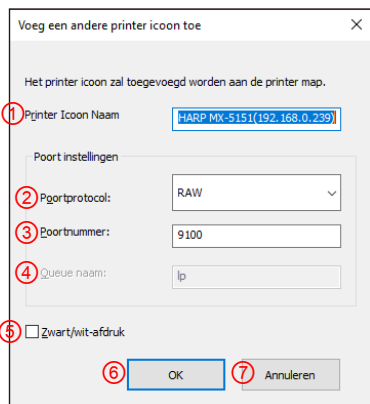 Voeg een andere printer icoon toe
Het printer icoon zal toegevoegd worden aan de printer map.
① Printer Icoon Naam HARP MX-5151(192.168.0.239)
Poort instellingen
② Poortprotocol: RAW
③ Poortnummer: 9100
④ Queue naam: lp
⑤ Zwart/wit-afdruk
⑥ OK ⑦ Annuleren